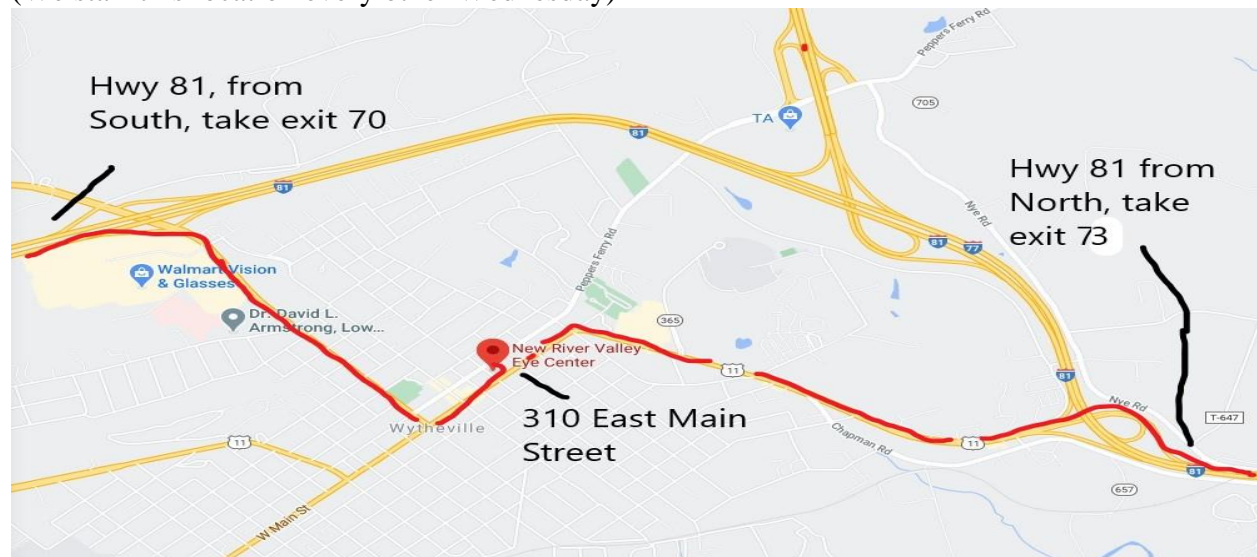 Hwy 81, from
South, take exit 70
Peppers Ferry Rd
705
TA
81
Hwy 81 from
North, take
exit 73
81
Nye Rd
81
77
Peppers Ferry Rd
Walmart Vision
& Glasses
Dr. David L.
Armstrong, Low...
365
New River Valley
Eye Center
11
81
Nye Rd
T-647
310 East Main
Street
Wytheville
11
11
Chapman Rd
81
657
W Main St